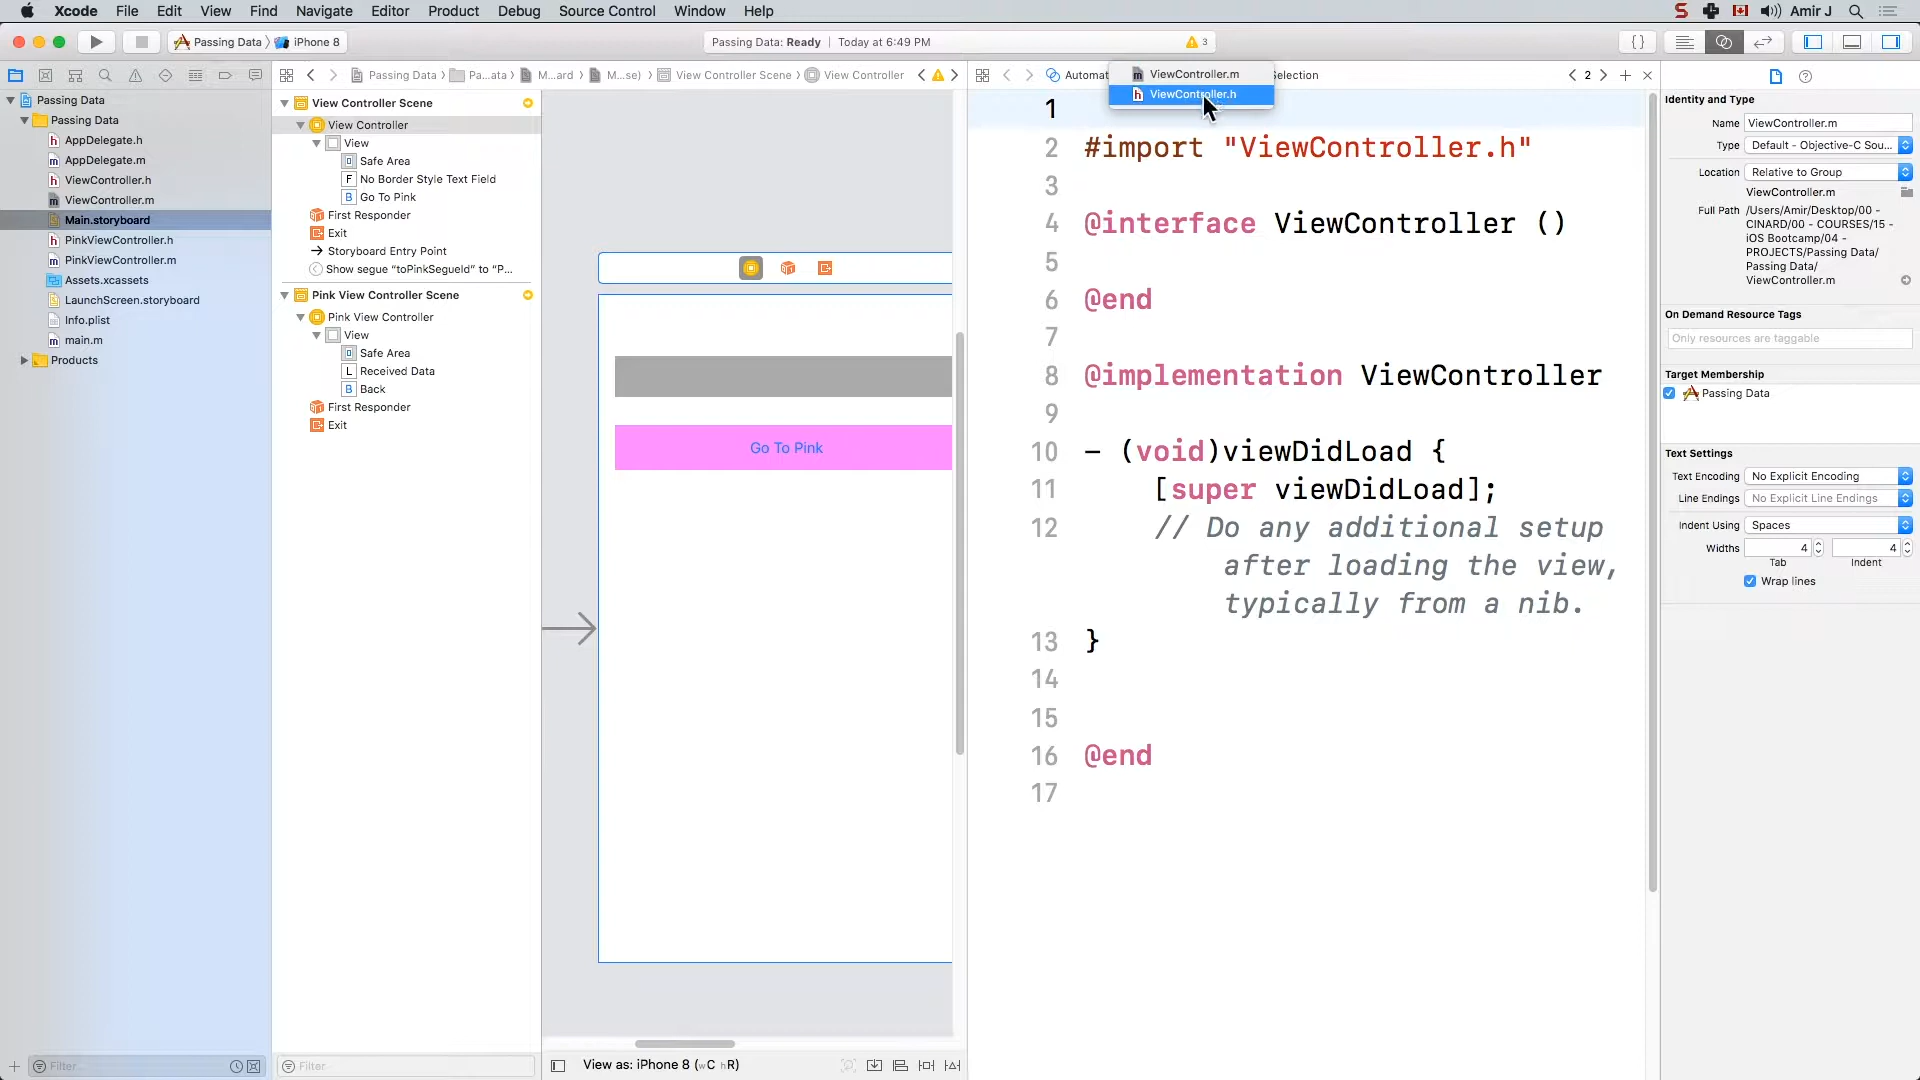 Xcode File Edit View Find Navigate Editor Product Debug Source Control Window Help
Amir J
Passing Data iPhone 8
Passing Data: Ready | Today at 6:49 PM
3
Passing Data
Pa...ata
M...ard
M...se)
View Controller Scene
View Controller
Automat
election
ViewController.m
ViewController.h
2
Passing Data
Passing Data
AppDelegate.h
AppDelegate.m
ViewController.h
ViewController.m
Main.storyboard
PinkViewController.h
PinkViewController.m
Assets.xcassets
LaunchScreen.storyboard
Info.plist
main.m
Products
Filter
View Controller Scene
View Controller
View
Safe Area
F No Border Style Text Field
B Go To Pink
First Responder
Exit
Storyboard Entry Point
Show segue “toPinkSegueId” to “P...
Pink View Controller Scene
Pink View Controller
View
Safe Area
L Received Data
B Back
First Responder
Exit
Filter
Go To Pink
View as: iPhone 8 (wC hR)
1
2 #import "ViewController.h"
3
4 @interface ViewController ()
5
6 @end
7
8 @implementation ViewController
9
10 - (void)viewDidLoad {
11 [super viewDidLoad];
12 // Do any additional setup
after loading the view,
typically from a nib.
13 }
14
15
16 @end
17
Identity and Type
Name ViewController.m
Type Default - Objective-C Sou...
Location Relative to Group
ViewController.m
Full Path /Users/Amir/Desktop/00 -
CINARD/00 - COURSES/15 -
iOS Bootcamp/04 -
PROJECTS/Passing Data/
Passing Data/
ViewController.m
On Demand Resource Tags
Only resources are taggable
Target Membership
Passing Data
Text Settings
Text Encoding No Explicit Encoding
Line Endings No Explicit Line Endings
Indent Using Spaces
Widths 4 4
Tab Indent
Wrap lines